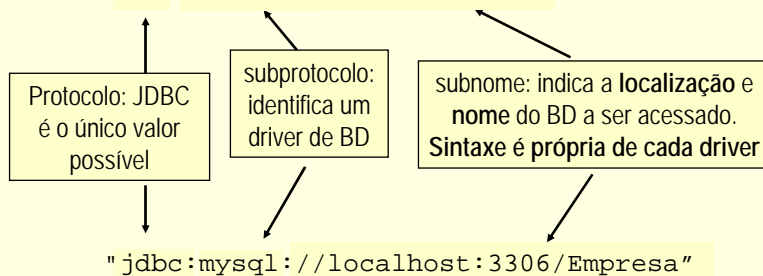 Protocolo: JDBC
é o único valor
possível
subprotocolo:
identifica um
driver de BD
subnome: indica a localização e
nome do BD a ser acessado.
Sintaxe é própria de cada driver
"jdbc:mysql://localhost:3306/Empresa”